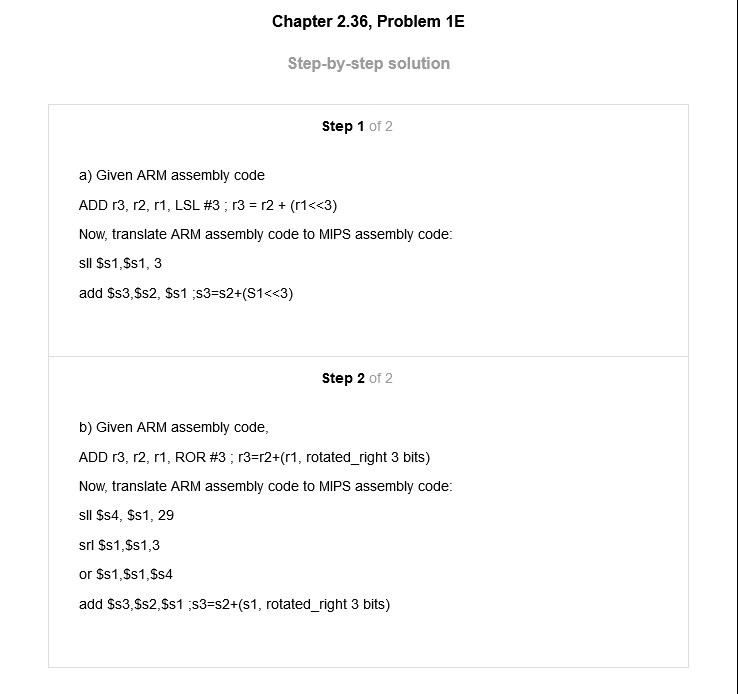 Chapter 2.36, Problem 1E
Step-by-step solution
Step 1 of 2
a) Given ARM assembly code
ADD r3, r2, r1, LSL #3 ; r3 = r2 + (r1<<3)
Now, translate ARM assembly code to MIPS assembly code:
sll $s1,$s1, 3
add $s3,$s2, $s1 ;s3=s2+(S1<<3)
Step 2 of 2
b) Given ARM assembly code,
ADD r3, r2, r1, ROR #3 ; r3=r2+(r1, rotated_right 3 bits)
Now, translate ARM assembly code to MIPS assembly code:
sll $s4, $s1, 29
srl $s1,$s1,3
or $s1,$s1,$s4
add $s3,$s2,$s1 ;s3=s2+(s1, rotated_right 3 bits)